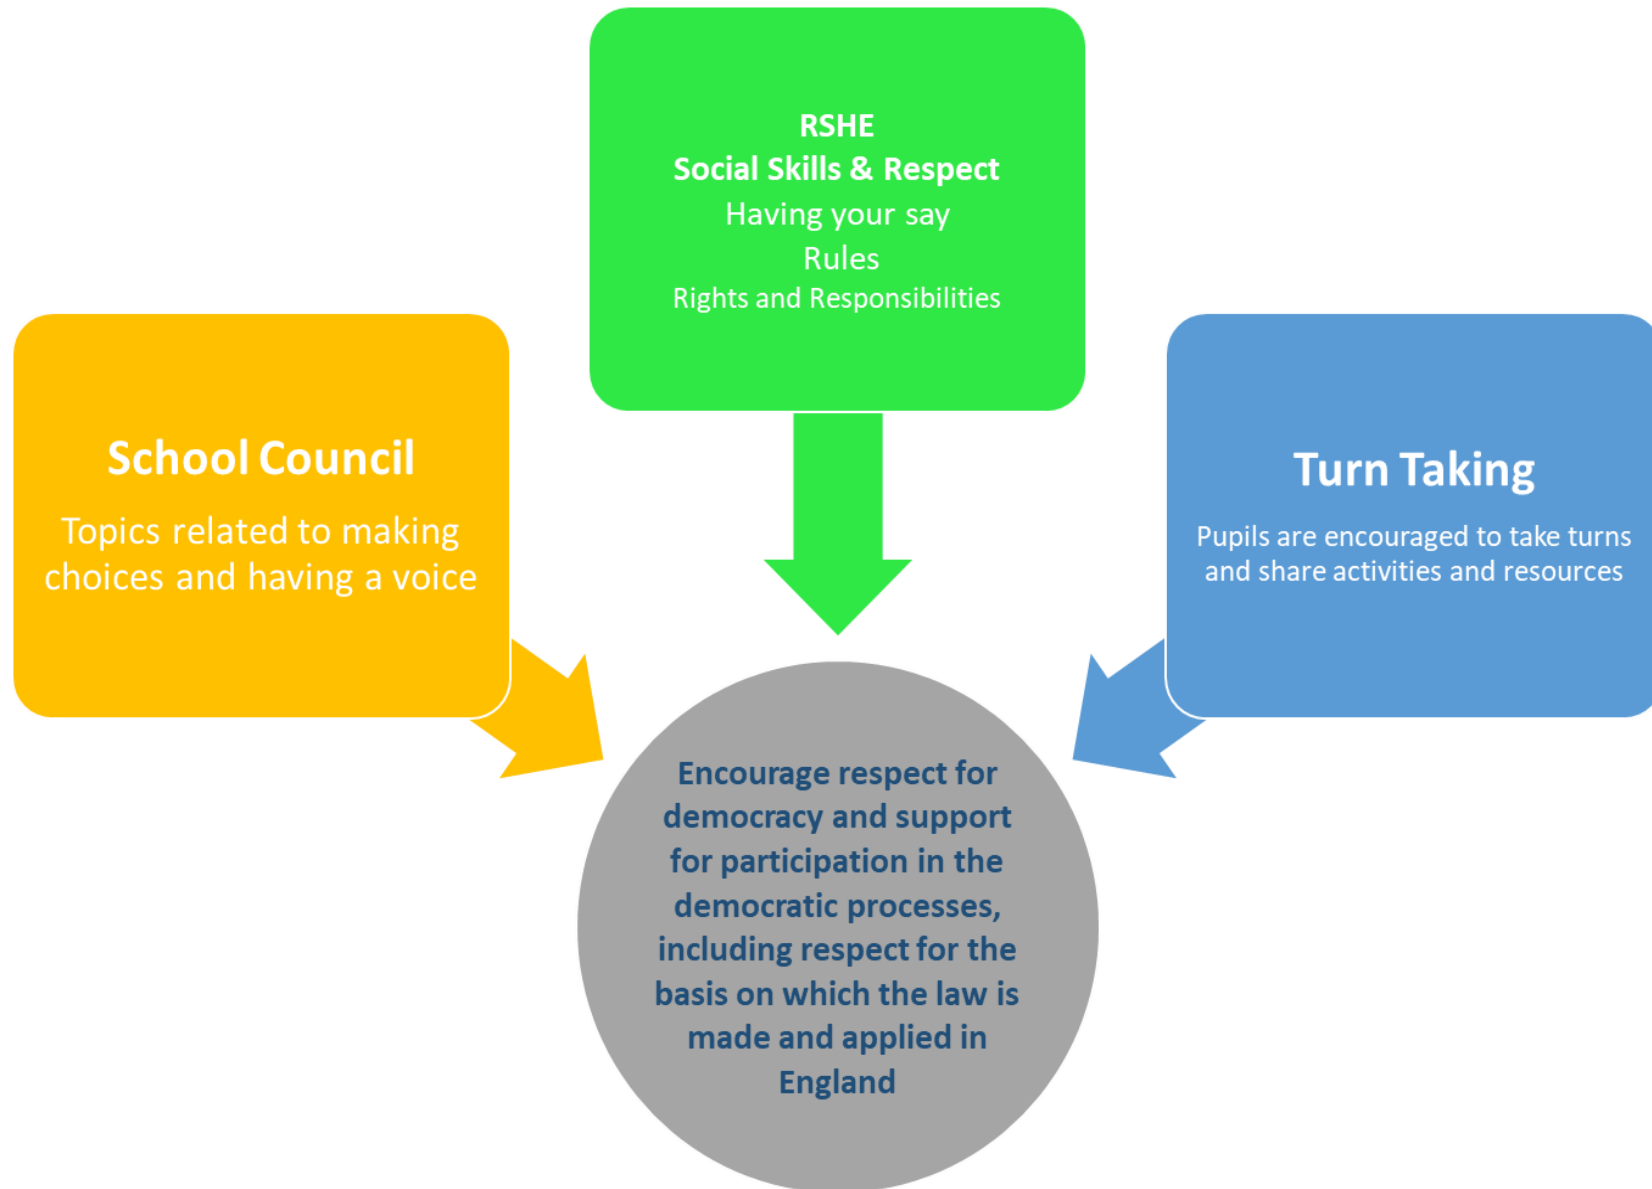 RSHE
Social Skills & Respect
Having your say
Rules
Rights and Responsibilities
School Council
Topics related to making
choices and having a voice
Turn Taking
Pupils are encouraged to take turns
and share activities and resources
Encourage respect for
democracy and support
for participation in the
democratic processes,
including respect for the
basis on which the law is
made and applied in
England